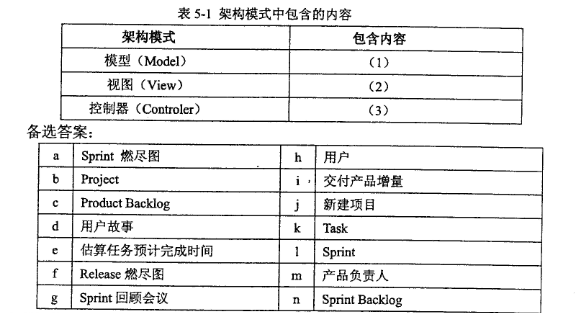 表 5-1 架构模式中包含的内容
架构模式 包含内容
模型（Model） （1）
视图（View） （2）
控制器（Controler） （3）
备选答案：
a Sprint 燃尽图 h 用户
b Project i 交付产品增量
c Product Backlog j 新建项目
d 用户故事 k Task
e 估算任务预计完成时间 l Sprint
f Release 燃尽图 m 产品负责人
g Sprint 回顾会议 n Sprint Backlog